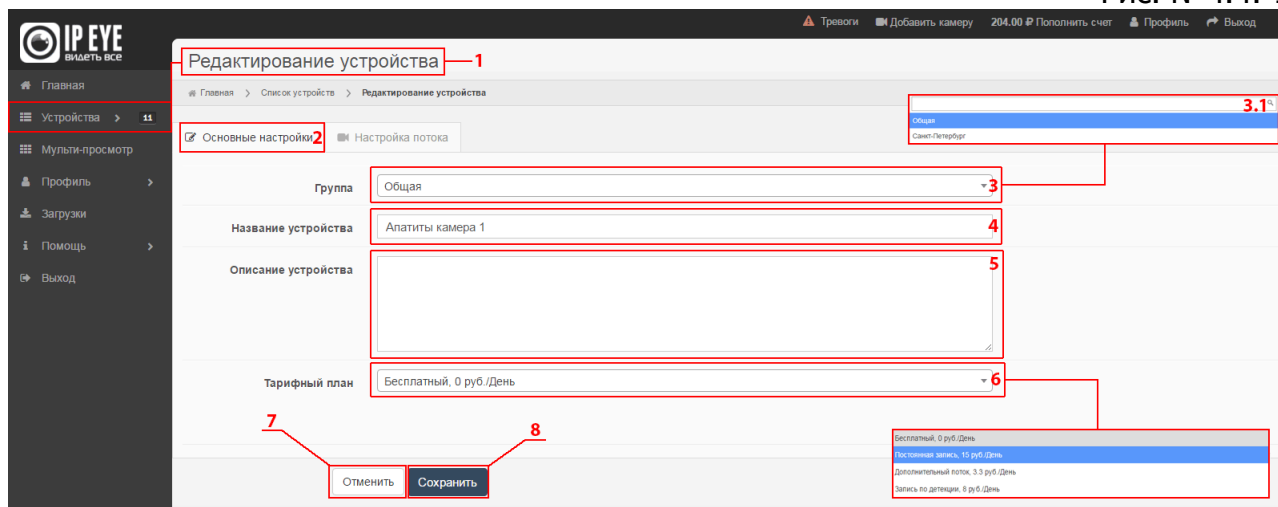 IP EYE
видеть все
Тревоги Добавить камеру 204.00 ₽ Пополнить счет Профиль Выход
Главная
Устройства > 11
Мульти-просмотр
Профиль >
Загрузки
Помощь >
Выход
Редактирование устройства 1
Главная > Список устройств > Редактирование устройства
Основные настройки 2 Настройка потока
3.1
Общая
Санкт-Петербург
Группа Общая 3
Название устройства Апатиты камера 1 4
Описание устройства 5
Тарифный план Бесплатный, 0 руб./День 6
Бесплатный, 0 руб./День
Постоянная запись, 15 руб./День
Дополнительный поток, 3.3 руб./День
Запись по детекции, 8 руб./День
7 8
Отменить Сохранить